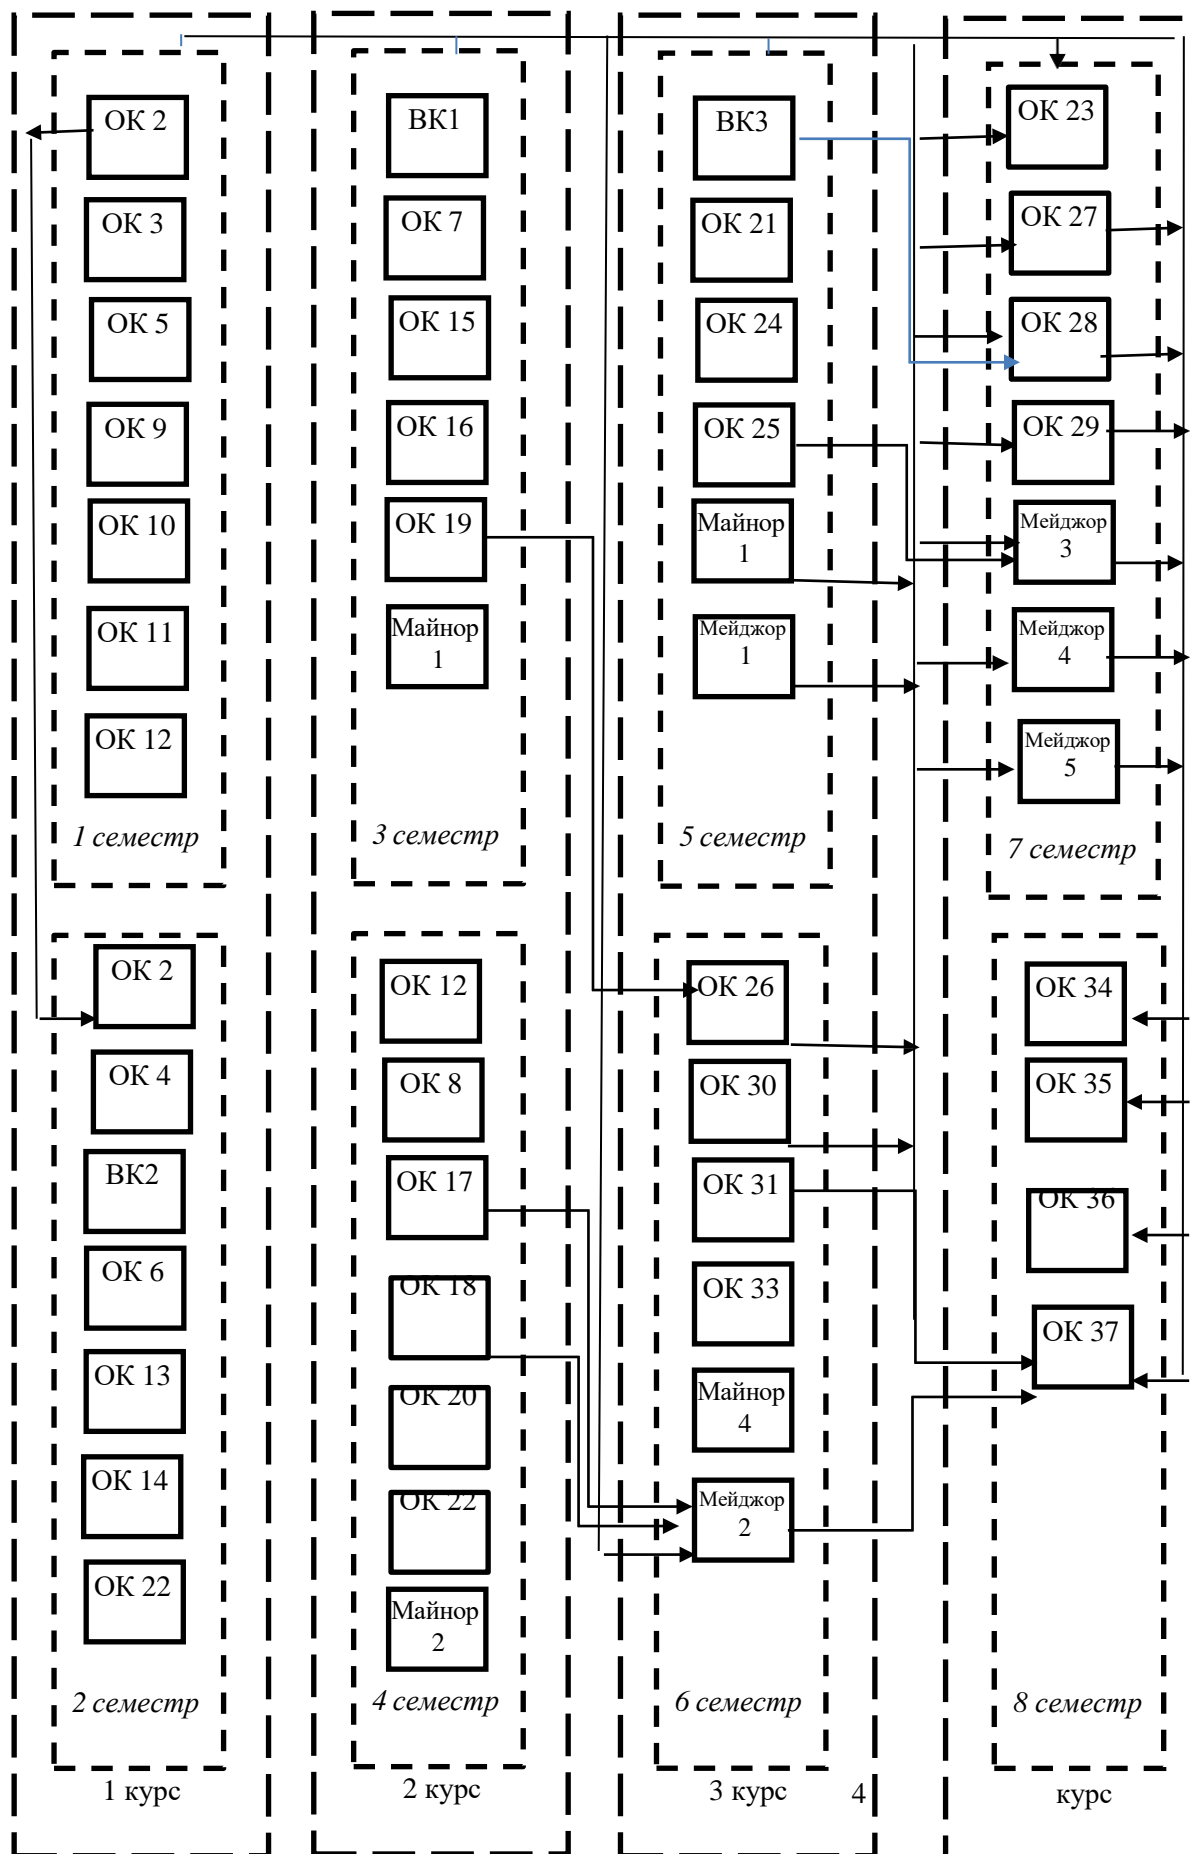 ОК 2
ОК 3
ОК 5
ОК 9
ОК 10
ОК 11
ОК 12
1 семестр
ОК 2
ОК 4
ВК2
ОК 6
ОК 13
ОК 14
ОК 22
2 семестр
1 курс
ВК1
ОК 7
ОК 15
ОК 16
ОК 19
Майнор
1
3 семестр
ОК 12
ОК 8
ОК 17
ОК 18
ОК 20
ОК 22
Майнор
2
4 семестр
2 курс
ВК3
ОК 21
ОК 24
ОК 25
Майнор
1
Мейджор
1
5 семестр
ОК 26
ОК 30
ОК 31
ОК 33
Майнор
4
Мейджор
2
6 семестр
3 курс
ОК 23
ОК 27
ОК 28
ОК 29
Мейджор
3
Мейджор
4
Мейджор
5
7 семестр
ОК 34
ОК 35
ОК 36
ОК 37
8 семестр
4 курс